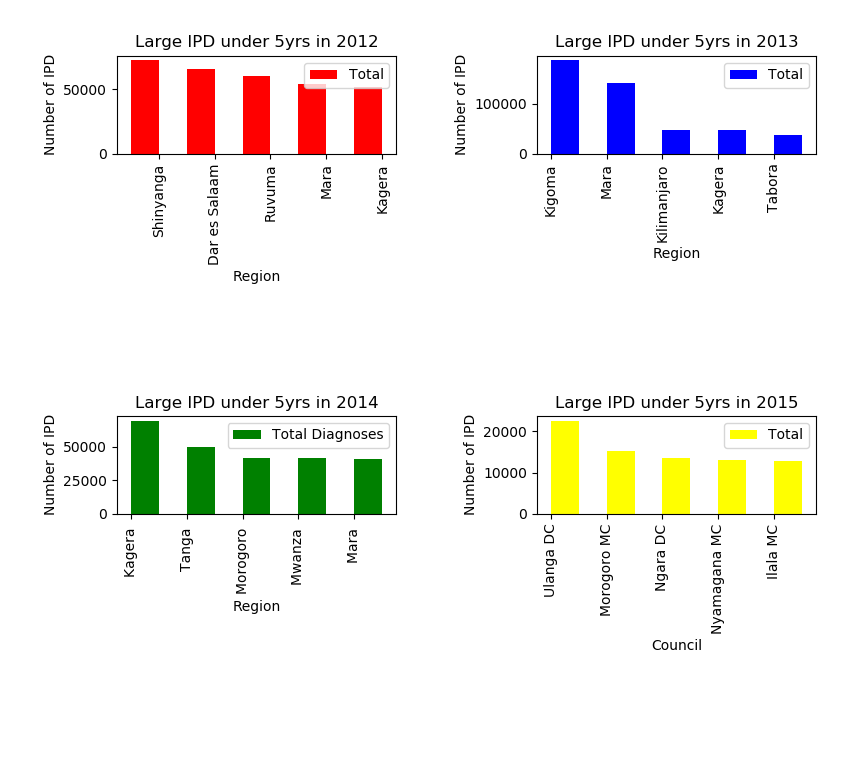 Large IPD under 5yrs in 2012
Number of IPD
50000
0
Total
Shinyanga
Dar es Salaam
Ruvuma
Mara
Kagera
Region
Large IPD under 5yrs in 2013
Number of IPD
100000
0
Total
Kigoma
Mara
Kilimanjaro
Kagera
Tabora
Region
Large IPD under 5yrs in 2014
Number of IPD
50000
25000
0
Total Diagnoses
Kagera
Tanga
Morogoro
Mwanza
Mara
Region
Large IPD under 5yrs in 2015
Number of IPD
20000
10000
0
Total
Ulanga DC
Morogoro MC
Ngara DC
Nyamagana MC
Ilala MC
Council